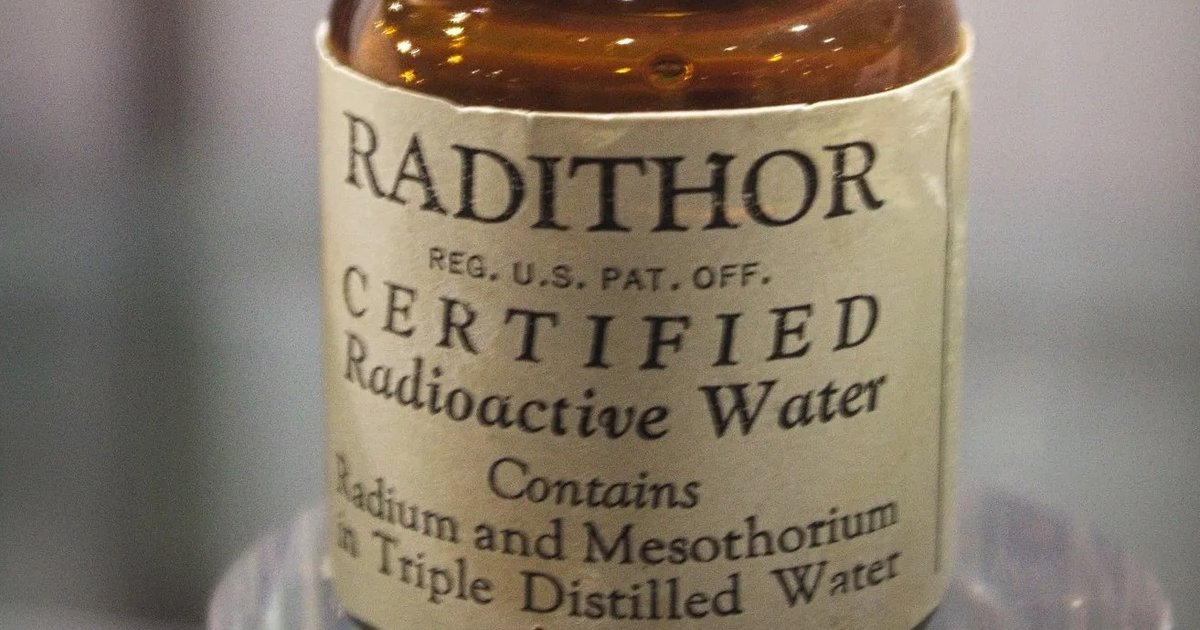 RADITHOR
REG. U.S. PAT. OFF.
CERTIFIED
Radioactive Water
Contains
Radium and Mesothorium
in Triple Distilled Water